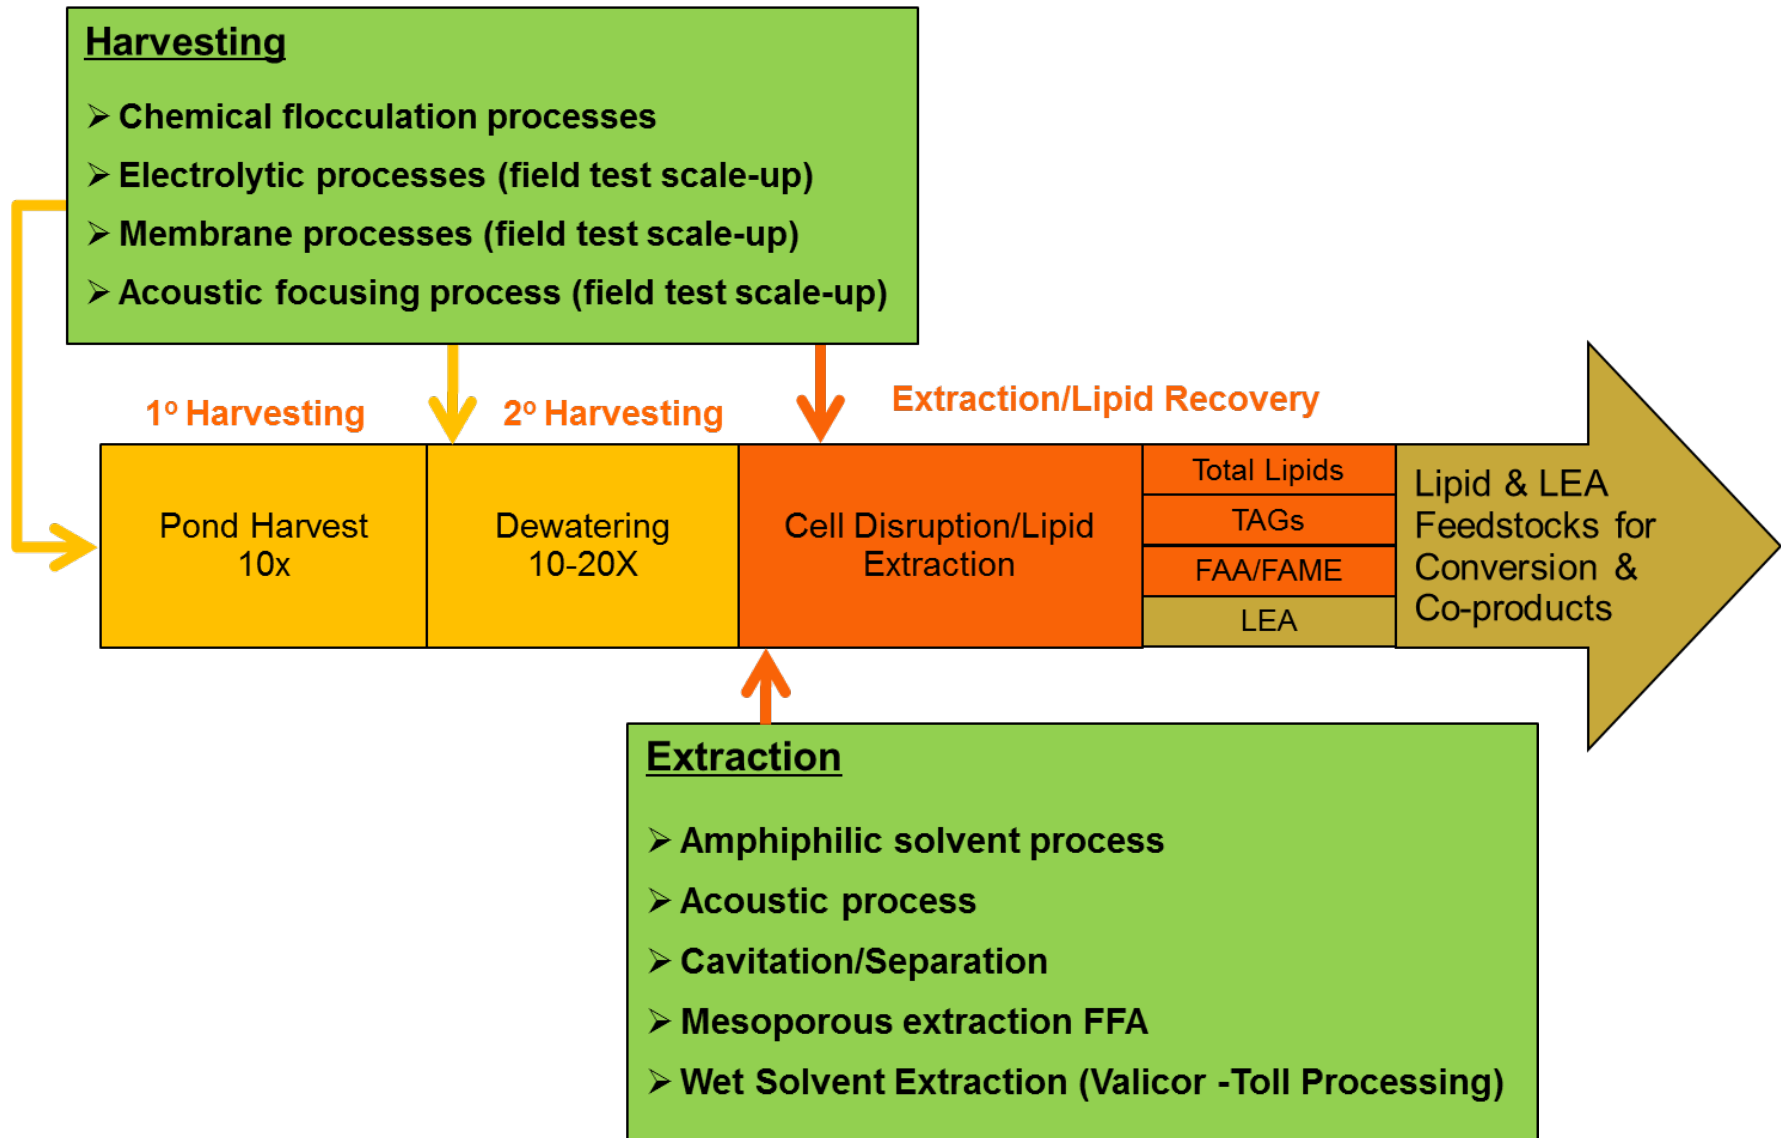 Harvesting
➢ Chemical flocculation processes
➢ Electrolytic processes (field test scale-up)
➢ Membrane processes (field test scale-up)
➢ Acoustic focusing process (field test scale-up)
1º Harvesting
2º Harvesting
Extraction/Lipid Recovery
Pond Harvest
10x
Dewatering
10-20X
Cell Disruption/Lipid
Extraction
Total Lipids
TAGs
FAA/FAME
LEA
Lipid & LEA
Feedstocks for
Conversion &
Co-products
Extraction
➢ Amphiphilic solvent process
➢ Acoustic process
➢ Cavitation/Separation
➢ Mesoporous extraction FFA
➢ Wet Solvent Extraction (Valicor -Toll Processing)